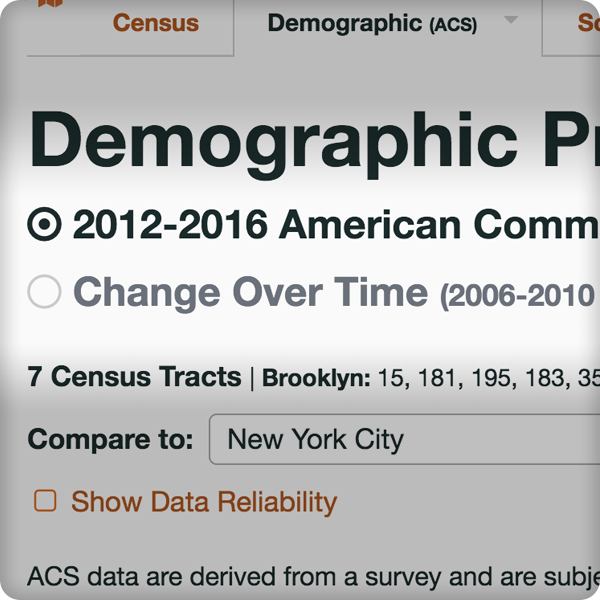 Census Demographic (ACS)
Demographic
2012-2016 American Comm
Change Over Time (2006-2010
7 Census Tracts | Brooklyn: 15, 181, 195, 183, 35
Compare to: New York City
Show Data Reliability
ACS data are derived from a survey and are subje